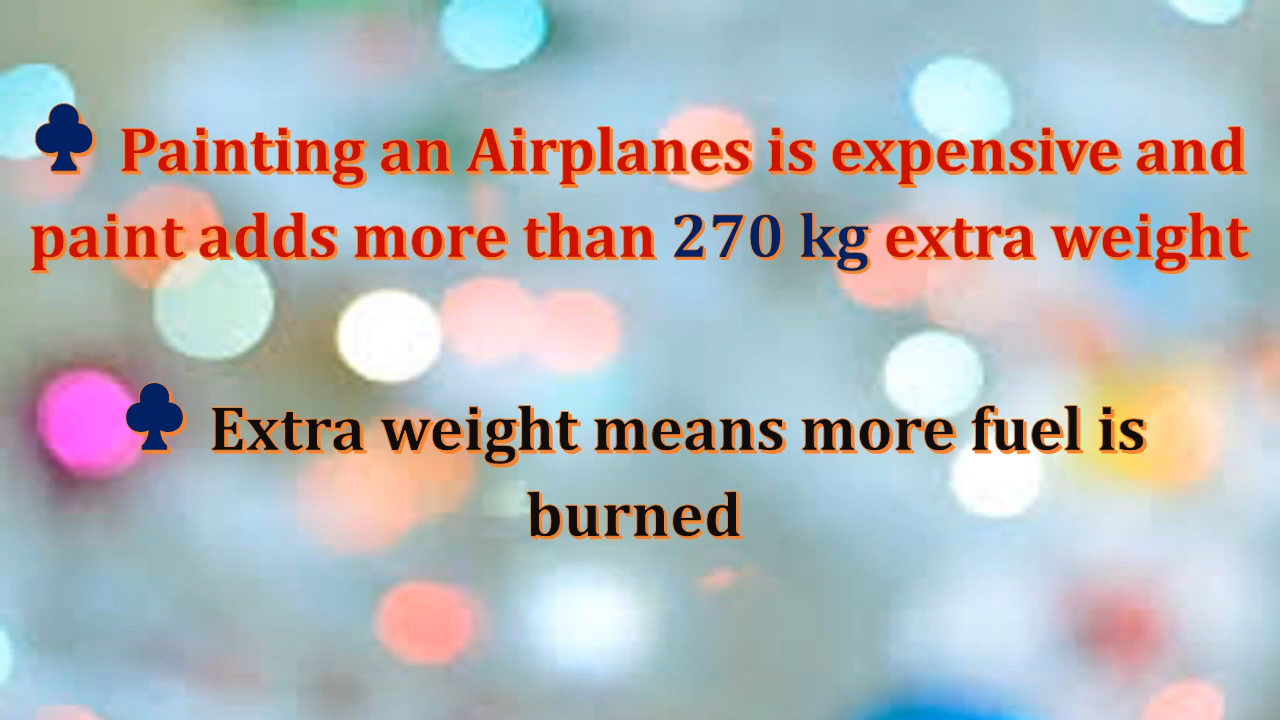 ♣ Painting an Airplanes is expensive and
paint adds more than 270 kg extra weight
♣ Extra weight means more fuel is
burned